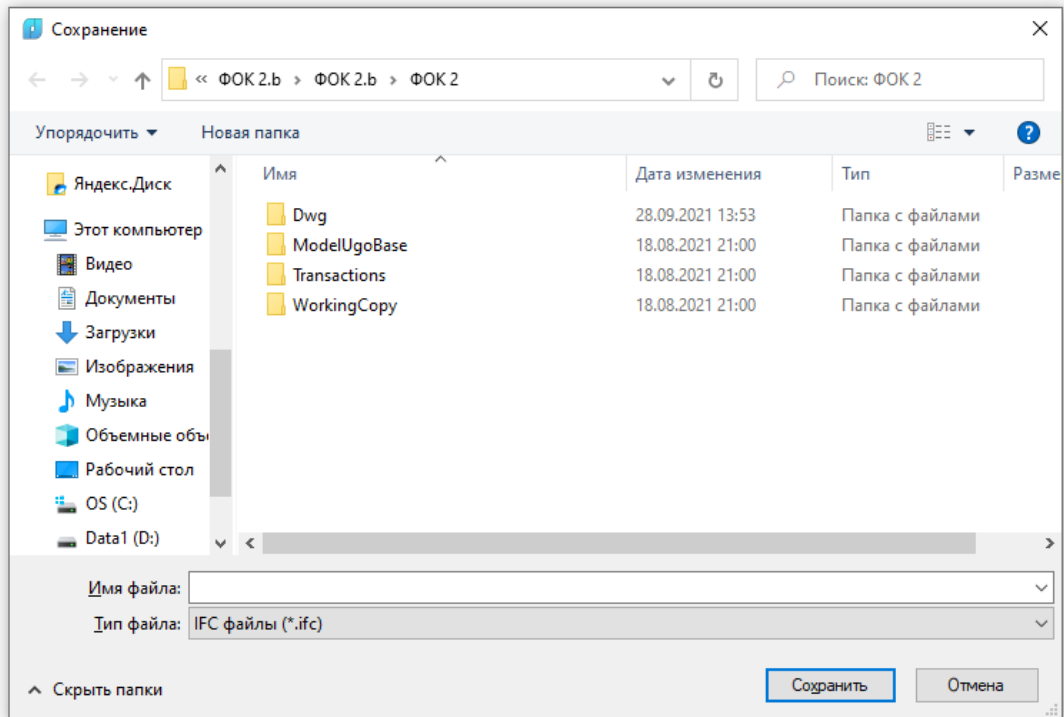 Сохранение
« ФОК 2.b › ФОК 2.b › ФОК 2
Поиск: ФОК 2
Упорядочить Новая папка
Имя Дата изменения Тип Разме
Яндекс.Диск
Этот компьютер
Видео
Документы
Загрузки
Изображения
Музыка
Объемные объ
Рабочий стол
OS (C:)
Data1 (D:)
Dwg 28.09.2021 13:53 Папка с файлами
ModelUgoBase 18.08.2021 21:00 Папка с файлами
Transactions 18.08.2021 21:00 Папка с файлами
WorkingCopy 18.08.2021 21:00 Папка с файлами
Имя файла:
Тип файла: IFC файлы (*.ifc)
Скрыть папки
Сохранить Отмена